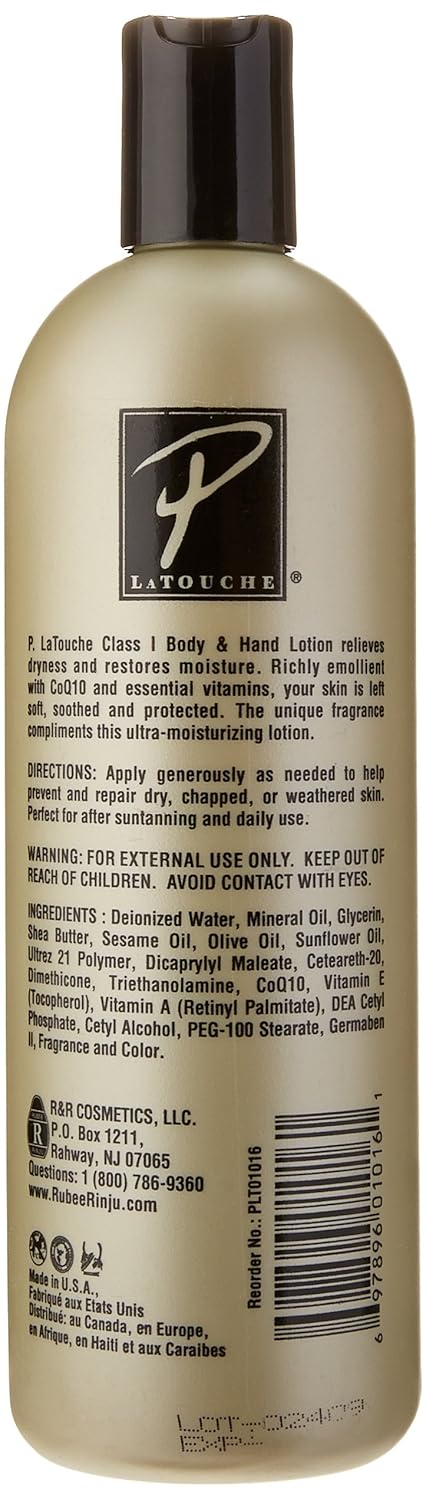 P
LATOUCHE ®
P. LaTouche Class I Body & Hand Lotion relieves
dryness and restores moisture. Richly emollient
with CoQ10 and essential vitamins, your skin is left
soft, soothed and protected. The unique fragrance
compliments this ultra-moisturizing lotion.
DIRECTIONS: Apply generously as needed to help
prevent and repair dry, chapped, or weathered skin.
Perfect for after suntanning and daily use.
WARNING: FOR EXTERNAL USE ONLY. KEEP OUT OF
REACH OF CHILDREN. AVOID CONTACT WITH EYES.
INGREDIENTS : Deionized Water, Mineral Oil, Glycerin,
Shea Butter, Sesame Oil, Olive Oil, Sunflower Oil,
Ultrez 21 Polymer, Dicaprylyl Maleate, Ceteareth-20,
Dimethicone, Triethanolamine, CoQ10, Vitamin E
(Tocopherol), Vitamin A (Retinyl Palmitate), DEA Cetyl
Phosphate, Cetyl Alcohol, PEG-100 Stearate, Germaben
II, Fragrance and Color.
R
R&R COSMETICS, LLC.
P.O. Box 1211,
Rahway, NJ 07065
Questions: 1 (800) 786-9360
www.RubeeRinju.com
Made in U.S.A.,
Fabriqué aux Etats Unis
Distribué: au Canada, en Europe,
en Afrique, en Haiti et aux Caraibes
Reorder No.: PLT01016
6 97896 01016 1
LOT-02409
EXP: